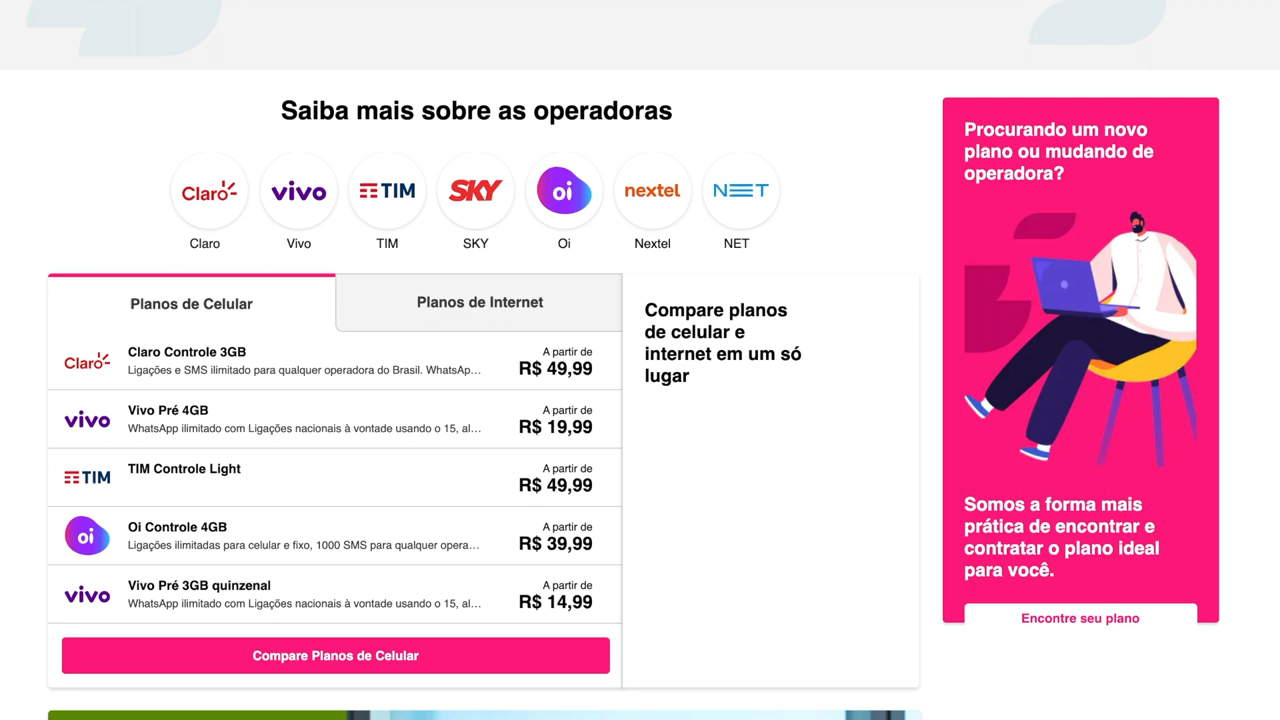 Saiba mais sobre as operadoras
Claro
vivo
TIM
SKY
oi
nextel
NET
Claro
Vivo
TIM
SKY
Oi
Nextel
NET
Planos de Celular
Planos de Internet
Claro
Claro Controle 3GB
Ligações e SMS ilimitado para qualquer operadora do Brasil. WhatsAp...
A partir de
R$ 49,99
vivo
Vivo Pré 4GB
WhatsApp ilimitado com Ligações nacionais à vontade usando o 15, al...
A partir de
R$ 19,99
TIM
TIM Controle Light
A partir de
R$ 49,99
oi
Oi Controle 4GB
Ligações ilimitadas para celular e fixo, 1000 SMS para qualquer opera...
A partir de
R$ 39,99
vivo
Vivo Pré 3GB quinzenal
WhatsApp ilimitado com Ligações nacionais à vontade usando o 15, al...
A partir de
R$ 14,99
Compare Planos de Celular
Compare planos
de celular e
internet em um só
lugar
Procurando um novo
plano ou mudando de
operadora?
Somos a forma mais
prática de encontrar e
contratar o plano ideal
para você.
Encontre seu plano